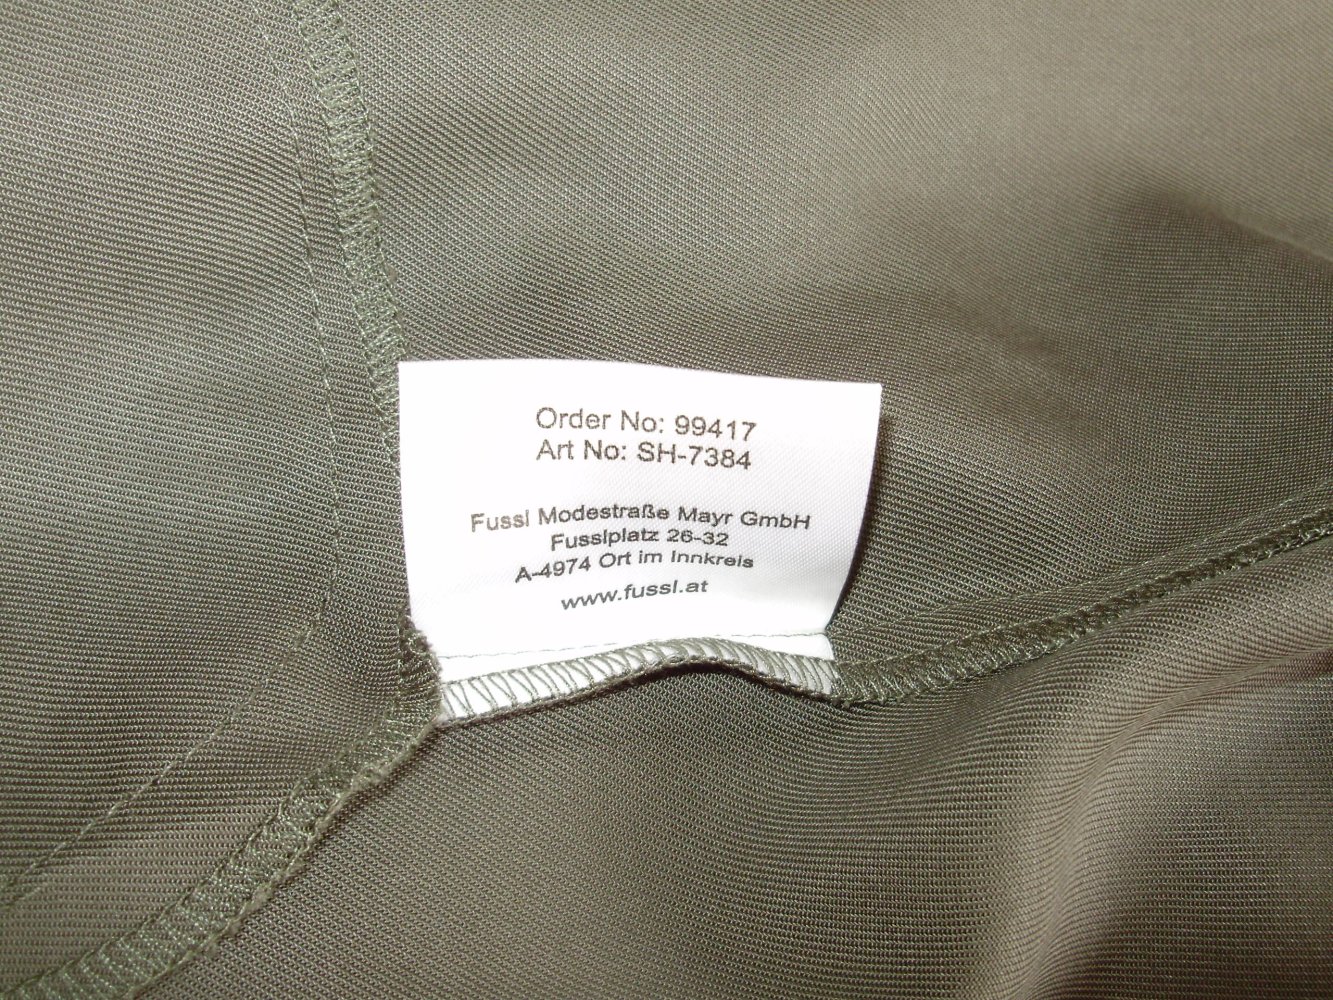 Order No: 99417
Art No: SH-7384
Fussl Modestraße Mayr GmbH
Fusslplatz 26-32
A-4974 Ort im Innkreis
www.fussl.at